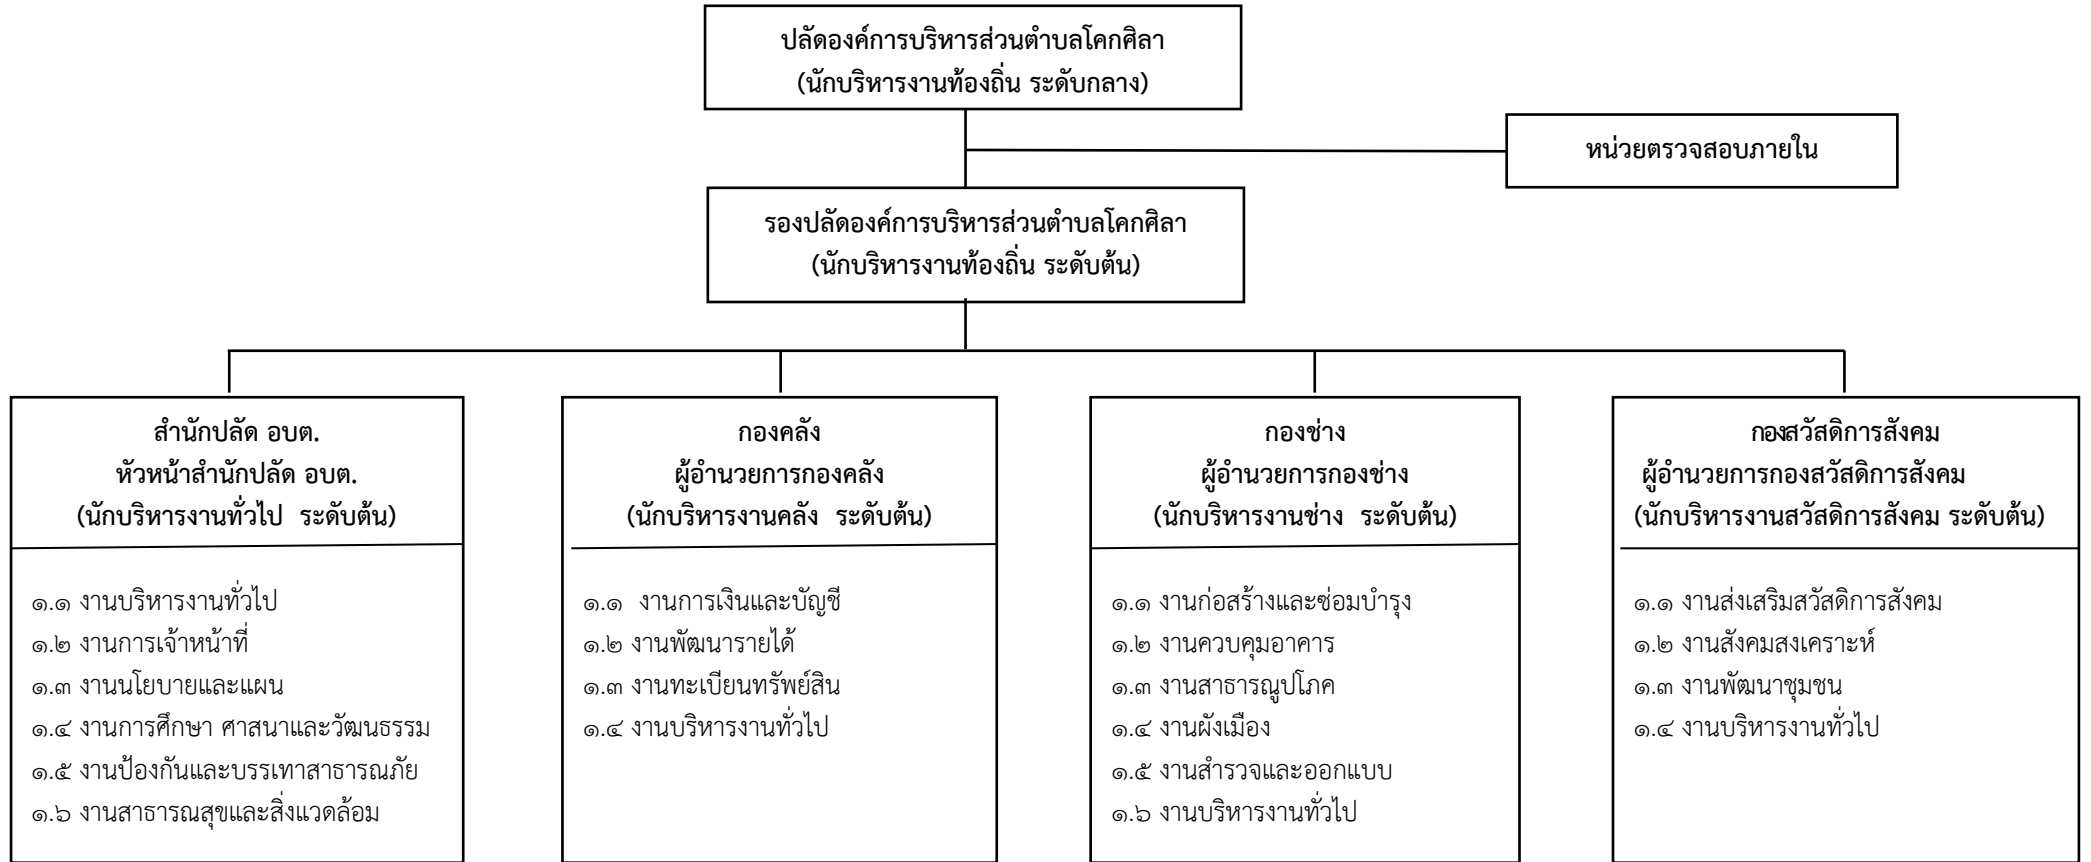 ปลัดองค์การบริหารส่วนตำบลโคกศิลา
(นักบริหารงานท้องถิ่น ระดับกลาง)
หน่วยตรวจสอบภายใน
รองปลัดองค์การบริหารส่วนตำบลโคกศิลา
(นักบริหารงานท้องถิ่น ระดับต้น)
สำนักปลัด อบต.
หัวหน้าสำนักปลัด อบต.
(นักบริหารงานทั่วไป ระดับต้น)
๑.๑ งานบริหารงานทั่วไป
๑.๒ งานการเจ้าหน้าที่
๑.๓ งานนโยบายและแผน
๑.๔ งานการศึกษา ศาสนาและวัฒนธรรม
๑.๕ งานป้องกันและบรรเทาสาธารณภัย
๑.๖ งานสาธารณสุขและสิ่งแวดล้อม
กองคลัง
ผู้อำนวยการกองคลัง
(นักบริหารงานคลัง ระดับต้น)
๑.๑ งานการเงินและบัญชี
๑.๒ งานพัฒนารายได้
๑.๓ งานทะเบียนทรัพย์สิน
๑.๔ งานบริหารงานทั่วไป
กองช่าง
ผู้อำนวยการกองช่าง
(นักบริหารงานช่าง ระดับต้น)
๑.๑ งานก่อสร้างและซ่อมบำรุง
๑.๒ งานควบคุมอาคาร
๑.๓ งานสาธารณูปโภค
๑.๔ งานผังเมือง
๑.๕ งานสำรวจและออกแบบ
๑.๖ งานบริหารงานทั่วไป
กองสวัสดิการสังคม
ผู้อำนวยการกองสวัสดิการสังคม
(นักบริหารงานสวัสดิการสังคม ระดับต้น)
๑.๑ งานส่งเสริมสวัสดิการสังคม
๑.๒ งานสังคมสงเคราะห์
๑.๓ งานพัฒนาชุมชน
๑.๔ งานบริหารงานทั่วไป